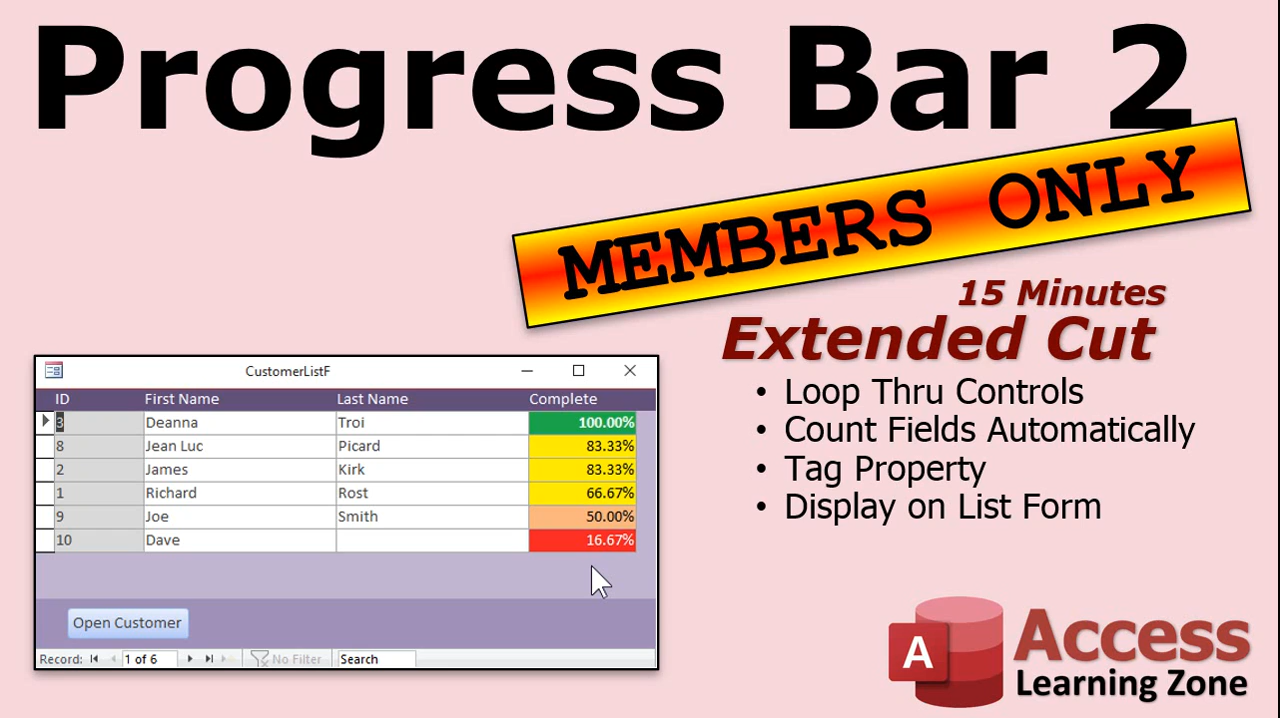 Progress Bar 2
MEMBERS ONLY
15 Minutes
Extended Cut
• Loop Thru Controls
• Count Fields Automatically
• Tag Property
• Display on List Form
CustomerListF
ID First Name Last Name Complete
3 Deanna Troi 100.00%
8 Jean Luc Picard 83.33%
2 James Kirk 83.33%
1 Richard Rost 66.67%
9 Joe Smith 50.00%
10 Dave 16.67%
Open Customer
Record: 1 of 6 No Filter Search
A Access
Learning Zone